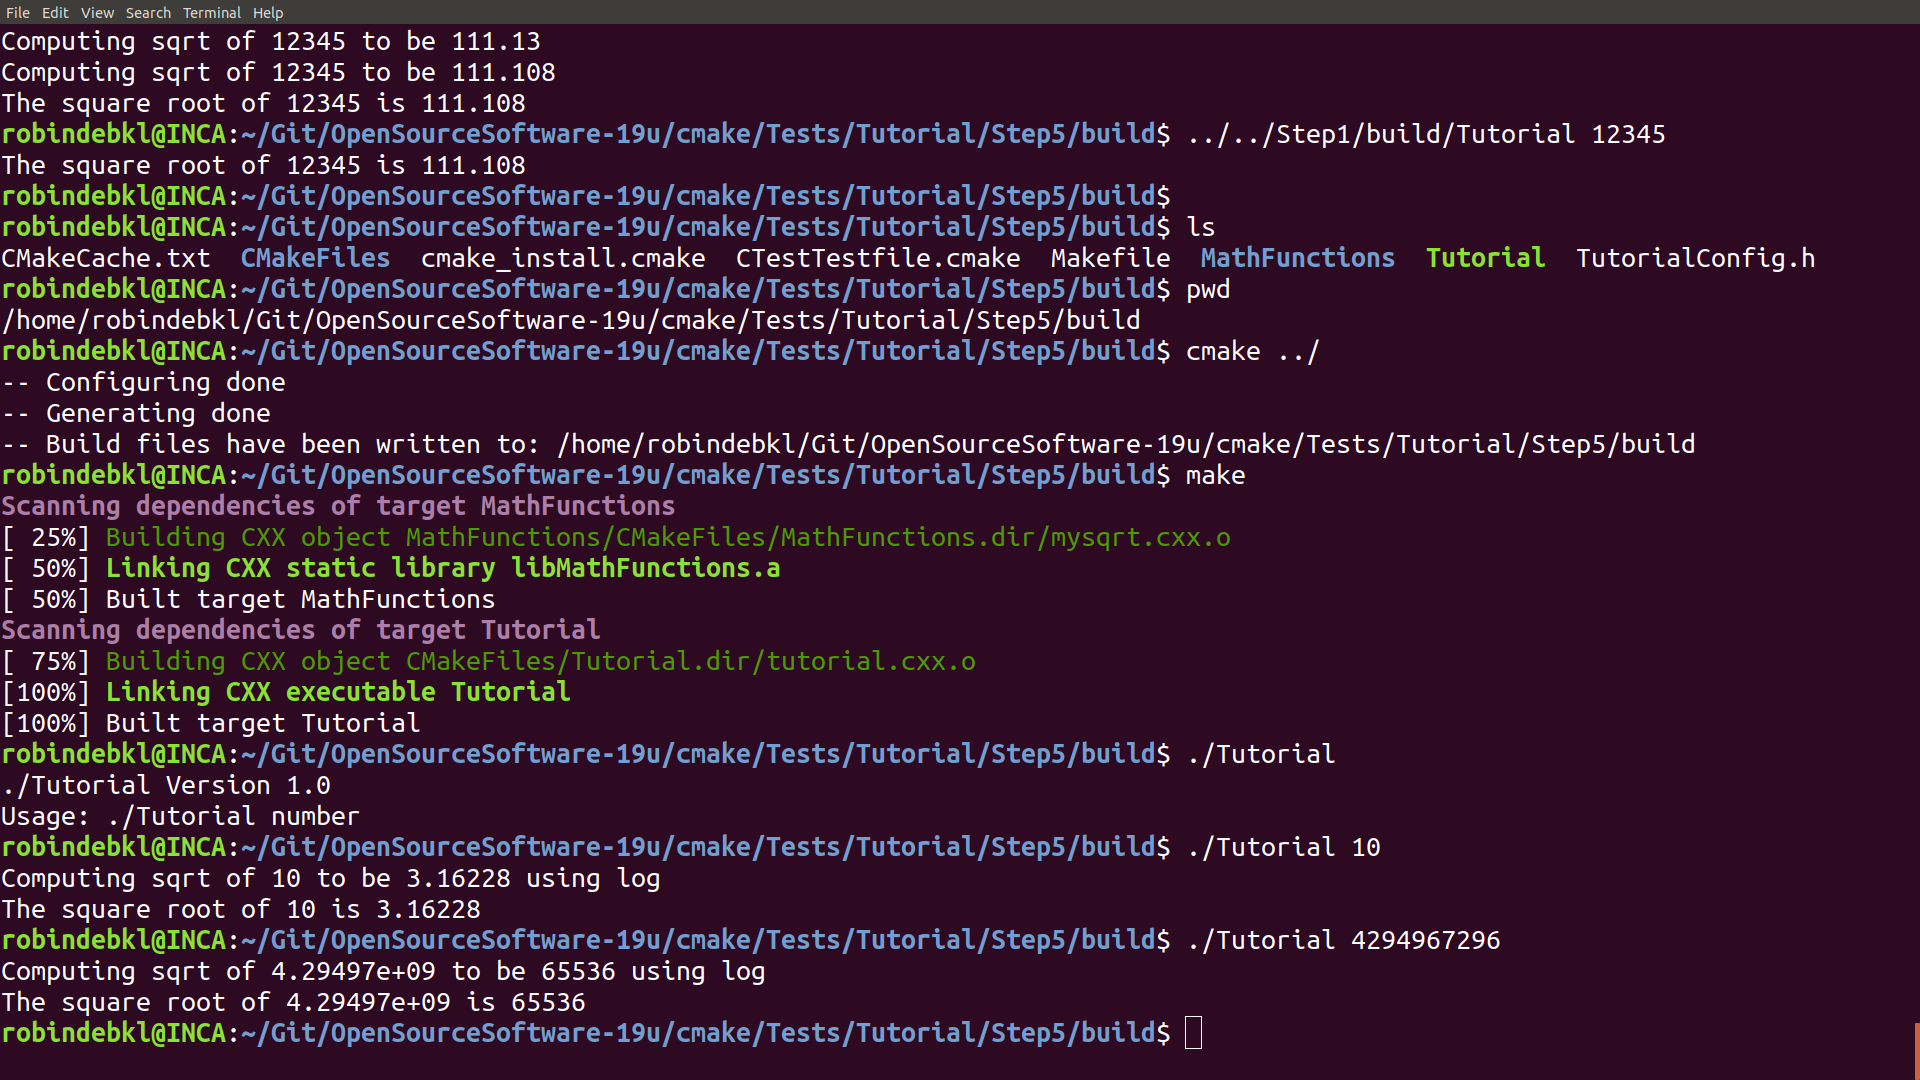 File Edit View Search Terminal Help
Computing sqrt of 12345 to be 111.13
Computing sqrt of 12345 to be 111.108
The square root of 12345 is 111.108
robindebkl@INCA:~/Git/OpenSourceSoftware-19u/cmake/Tests/Tutorial/Step5/build$ ../../Step1/build/Tutorial 12345
The square root of 12345 is 111.108
robindebkl@INCA:~/Git/OpenSourceSoftware-19u/cmake/Tests/Tutorial/Step5/build$
robindebkl@INCA:~/Git/OpenSourceSoftware-19u/cmake/Tests/Tutorial/Step5/build$ ls
CMakeCache.txt  CMakeFiles  cmake_install.cmake  CTestTestfile.cmake  Makefile  MathFunctions  Tutorial  TutorialConfig.h
robindebkl@INCA:~/Git/OpenSourceSoftware-19u/cmake/Tests/Tutorial/Step5/build$ pwd
/home/robindebkl/Git/OpenSourceSoftware-19u/cmake/Tests/Tutorial/Step5/build
robindebkl@INCA:~/Git/OpenSourceSoftware-19u/cmake/Tests/Tutorial/Step5/build$ cmake ../
-- Configuring done
-- Generating done
-- Build files have been written to: /home/robindebkl/Git/OpenSourceSoftware-19u/cmake/Tests/Tutorial/Step5/build
robindebkl@INCA:~/Git/OpenSourceSoftware-19u/cmake/Tests/Tutorial/Step5/build$ make
Scanning dependencies of target MathFunctions
[ 25%] Building CXX object MathFunctions/CMakeFiles/MathFunctions.dir/mysqrt.cxx.o
[ 50%] Linking CXX static library libMathFunctions.a
[ 50%] Built target MathFunctions
Scanning dependencies of target Tutorial
[ 75%] Building CXX object CMakeFiles/Tutorial.dir/tutorial.cxx.o
[100%] Linking CXX executable Tutorial
[100%] Built target Tutorial
robindebkl@INCA:~/Git/OpenSourceSoftware-19u/cmake/Tests/Tutorial/Step5/build$ ./Tutorial
./Tutorial Version 1.0
Usage: ./Tutorial number
robindebkl@INCA:~/Git/OpenSourceSoftware-19u/cmake/Tests/Tutorial/Step5/build$ ./Tutorial 10
Computing sqrt of 10 to be 3.16228 using log
The square root of 10 is 3.16228
robindebkl@INCA:~/Git/OpenSourceSoftware-19u/cmake/Tests/Tutorial/Step5/build$ ./Tutorial 4294967296
Computing sqrt of 4.29497e+09 to be 65536 using log
The square root of 4.29497e+09 is 65536
robindebkl@INCA:~/Git/OpenSourceSoftware-19u/cmake/Tests/Tutorial/Step5/build$